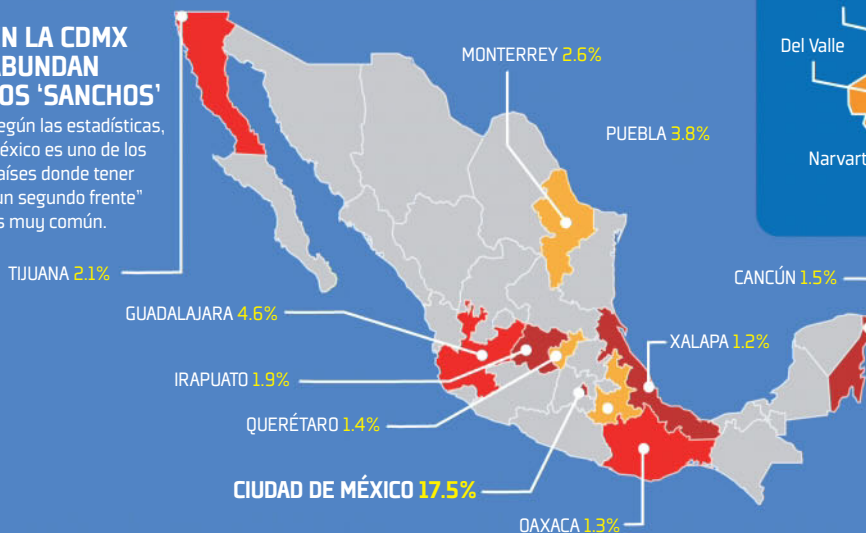 N LA CDMX
ABUNDAN
OS ‘SANCHOS’
egún las estadísticas,
éxico es uno de los
aíses donde tener
un segundo frente”
s muy común.
MONTERREY 2.6%
PUEBLA 3.8%
Del Valle
Narvart
TIJUANA 2.1%
CANCÚN 1.5%
GUADALAJARA 4.6%
XALAPA 1.2%
IRAPUATO 1.9%
QUERÉTARO 1.4%
CIUDAD DE MÉXICO 17.5%
OAXACA 1.3%